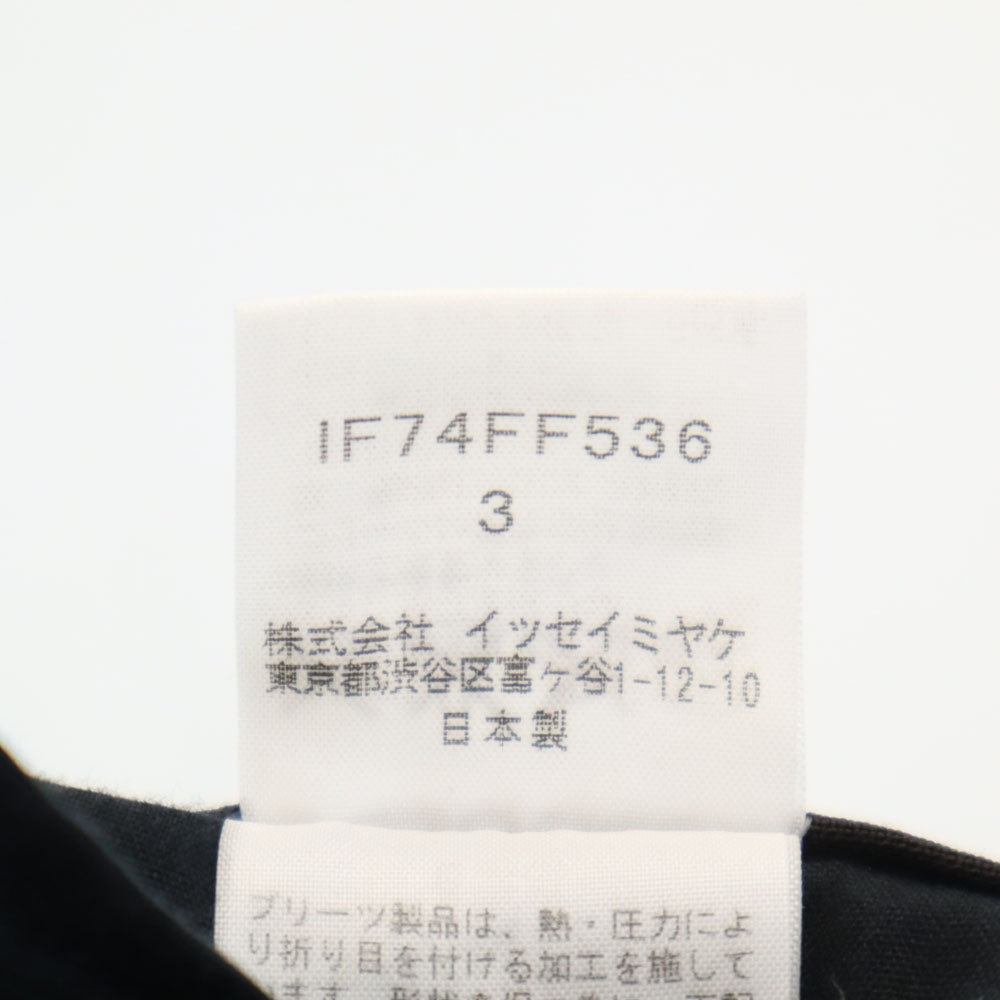 IF74FF536
3
株式会社 イッセイミヤケ
東京都渋谷区富ヶ谷1-12-10
日本製
プリーツ製品は、熱・圧力によ
り折り目を付ける加工を施して